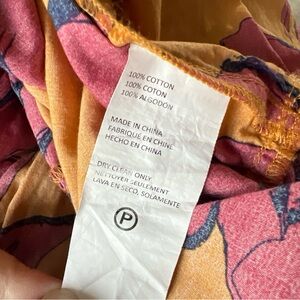 100% COTTON
100% COTON
100% ALGODÓN
MADE IN CHINA
FABRIQUE EN CHINE
HECHO EN CHINA
DRY CLEAN ONLY
NETTOYER SEULEMENT
LAVA EN SECO, SOLAMENTE
P